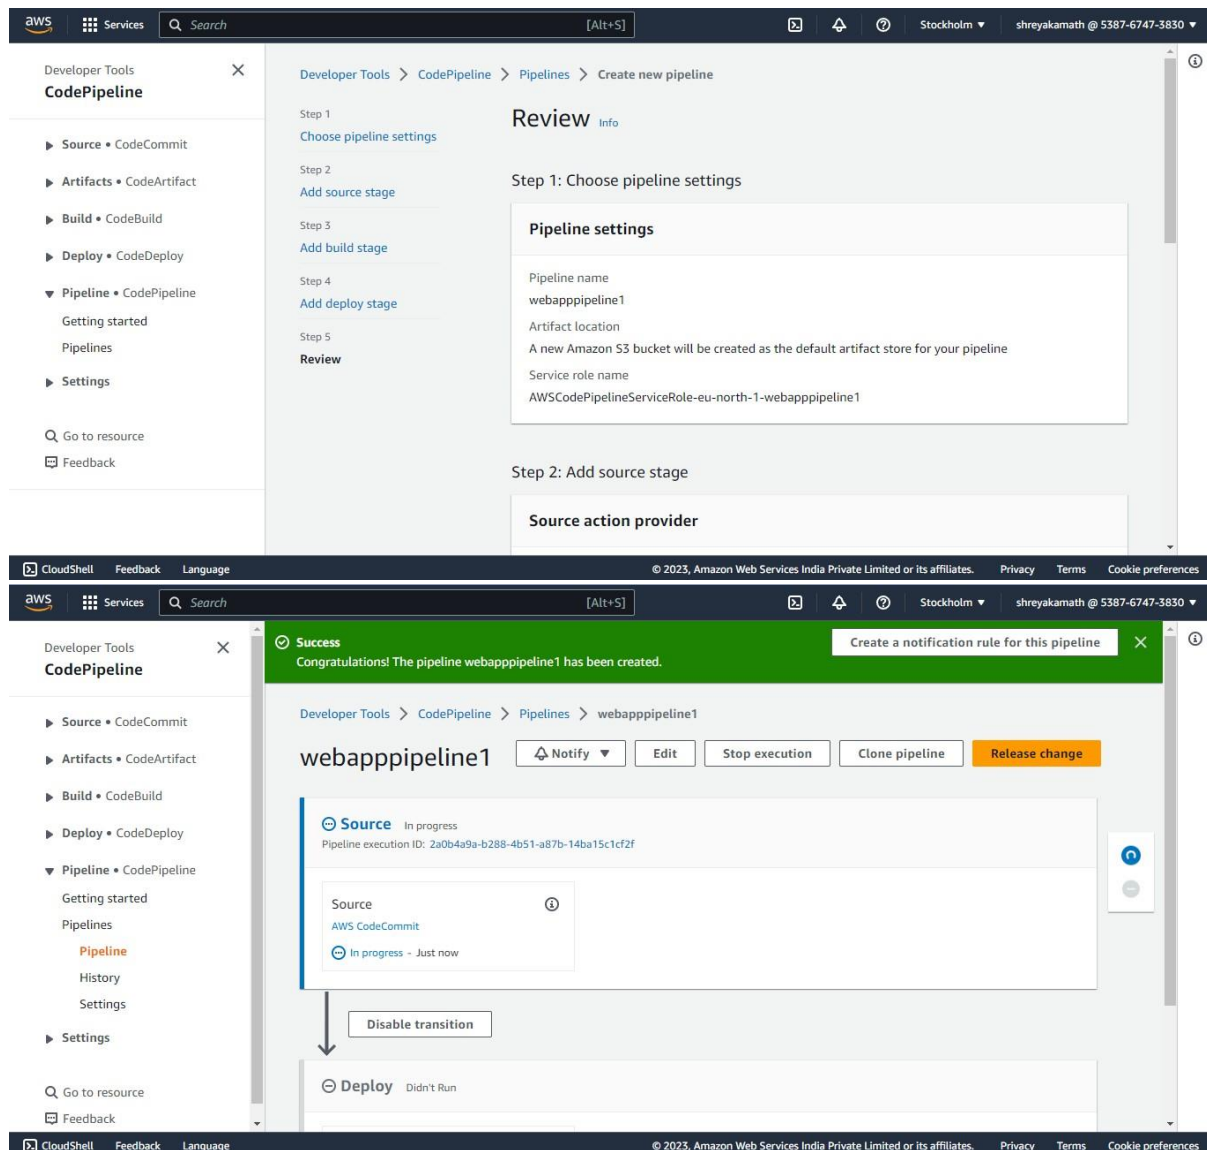 aws Services Search [Alt+S] Stockholm ▼ shreyakamath @ 5387-6747-3830 ▼
Developer Tools
CodePipeline
Source • CodeCommit
Artifacts • CodeArtifact
Build • CodeBuild
Deploy • CodeDeploy
Pipeline • CodePipeline
Getting started
Pipelines
Settings
Go to resource
Feedback
Developer Tools > CodePipeline > Pipelines > Create new pipeline
Step 1
Choose pipeline settings
Step 2
Add source stage
Step 3
Add build stage
Step 4
Add deploy stage
Step 5
Review
Review Info
Step 1: Choose pipeline settings
Pipeline settings
Pipeline name
webapppipeline1
Artifact location
A new Amazon S3 bucket will be created as the default artifact store for your pipeline
Service role name
AWSCodePipelineServiceRole-eu-north-1-webapppipeline1
Step 2: Add source stage
Source action provider
CloudShell Feedback Language © 2023, Amazon Web Services India Private Limited or its affiliates. Privacy Terms Cookie preferences
aws Services Search [Alt+S] Stockholm ▼ shreyakamath @ 5387-6747-3830 ▼
Developer Tools
CodePipeline
Source • CodeCommit
Artifacts • CodeArtifact
Build • CodeBuild
Deploy • CodeDeploy
Pipeline • CodePipeline
Getting started
Pipelines
Pipeline
History
Settings
Settings
Go to resource
Feedback
Success
Congratulations! The pipeline webapppipeline1 has been created.
Create a notification rule for this pipeline
Developer Tools > CodePipeline > Pipelines > webapppipeline1
webapppipeline1 Notify ▼ Edit Stop execution Clone pipeline Release change
Source In progress
Pipeline execution ID: 2a0b4a9a-b288-4b51-a87b-14ba15c1cf2f
Source
AWS CodeCommit
In progress - Just now
Disable transition
Deploy Didn't Run
CloudShell Feedback Language © 2023, Amazon Web Services India Private Limited or its affiliates. Privacy Terms Cookie preferences